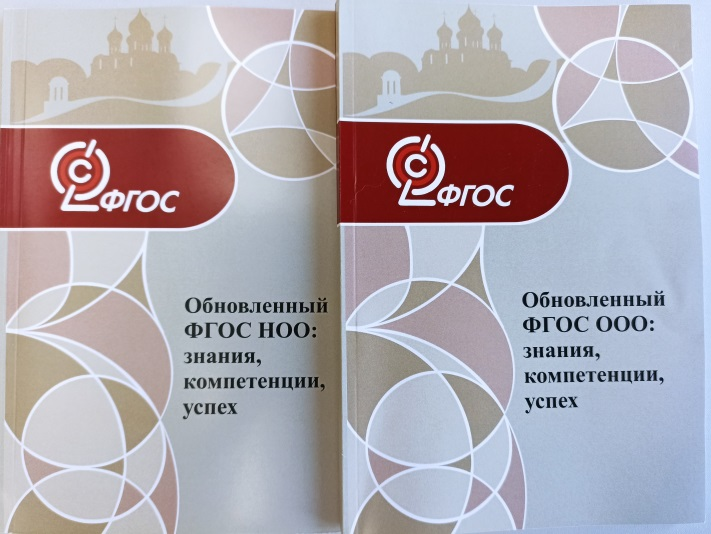 С
ФГОС
Обновленный
ФГОС НОО:
знания,
компетенции,
успех
С
ФГОС
Обновленный
ФГОС ООО:
знания,
компетенции,
успех